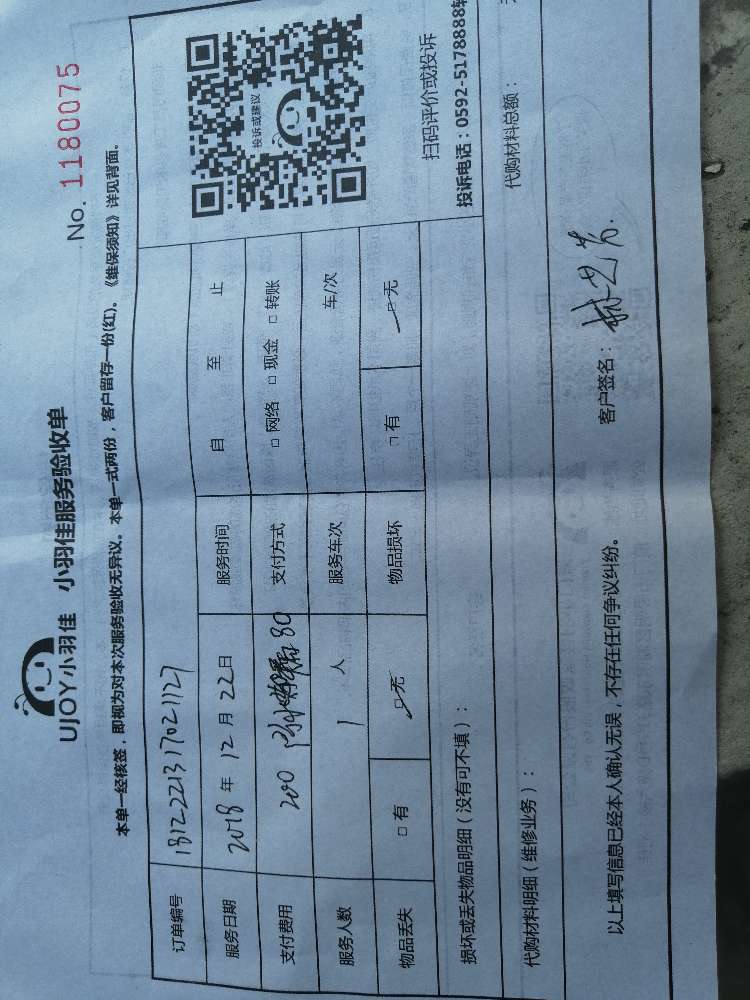 UJOY小羽佳 小羽佳服务验收单
No. 1180075
本单一经核签，即视为对本次服务验收无异议。本单一式两份，客户留存一份(红)。《维保须知》详见背面。
订单编号 1812221317021127
服务日期 2018 年 12 月 22 日 服务时间 自 至 止
支付费用 200 80 支付方式 □ 网络 □ 现金 □ 转账
服务人数 1 人 服务车次 车/次
物品丢失 □ 有 □ 无 物品损坏 □ 有 □ 无
投诉或建议
扫码评价或投诉
投诉电话：0592-5178888转
损坏或丢失物品明细（没有可不填）：
代购材料明细（维修业务）： 代购材料总额：
以上填写信息已经本人确认无误，不存在任何争议纠纷。 客户签名：